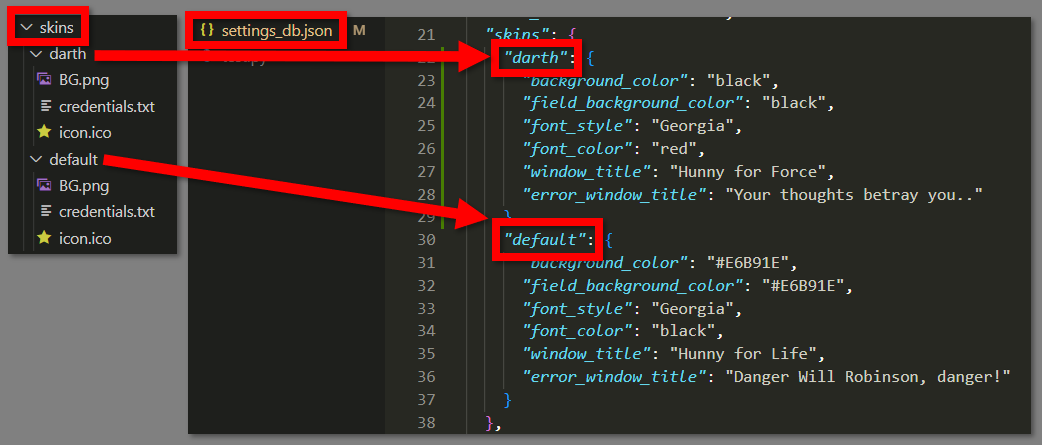 skins
darth
BG.png
credentials.txt
icon.ico
default
BG.png
credentials.txt
icon.ico
{} settings_db.json M
21 "skins": {
"darth": {
23 "background_color": "black",
24 "field_background_color": "black",
25 "font_style": "Georgia",
26 "font_color": "red",
27 "window_title": "Hunny for Force",
28 "error_window_title": "Your thoughts betray you.."
29 }
30 "default": {
31 "background_color": "#E6B91E",
32 "field_background_color": "#E6B91E",
33 "font_style": "Georgia",
34 "font_color": "black",
35 "window_title": "Hunny for Life",
36 "error_window_title": "Danger Will Robinson, danger!"
37 }
38 },